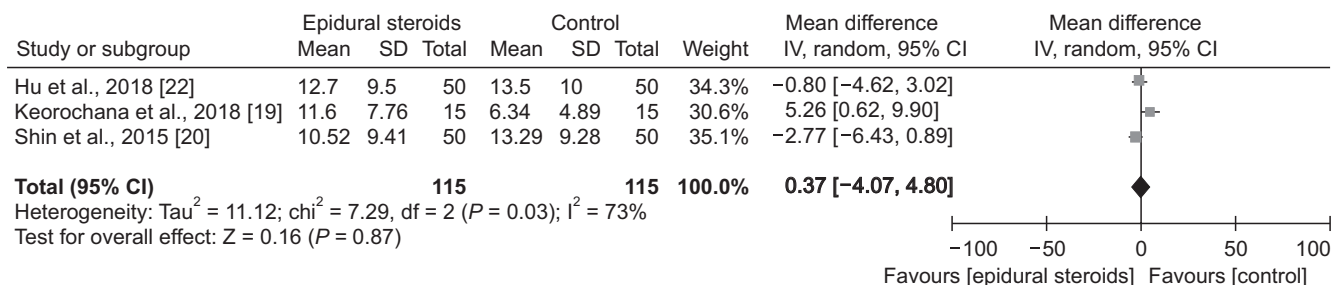 Epidural steroids Control Mean difference Mean difference
Study or subgroup Mean SD Total Mean SD Total Weight IV, random, 95% CI IV, random, 95% CI
Hu et al., 2018 [22] 12.7 9.5 50 13.5 10 50 34.3% −0.80 [−4.62, 3.02]
Keorochana et al., 2018 [19] 11.6 7.76 15 6.34 4.89 15 30.6% 5.26 [0.62, 9.90]
Shin et al., 2015 [20] 10.52 9.41 50 13.29 9.28 50 35.1% −2.77 [−6.43, 0.89]
Total (95% CI) 115 115 100.0% 0.37 [−4.07, 4.80]
Heterogeneity: Tau² = 11.12; chi² = 7.29, df = 2 (P = 0.03); I² = 73%
Test for overall effect: Z = 0.16 (P = 0.87)
−100 −50 0 50 100
Favours [epidural steroids] Favours [control]